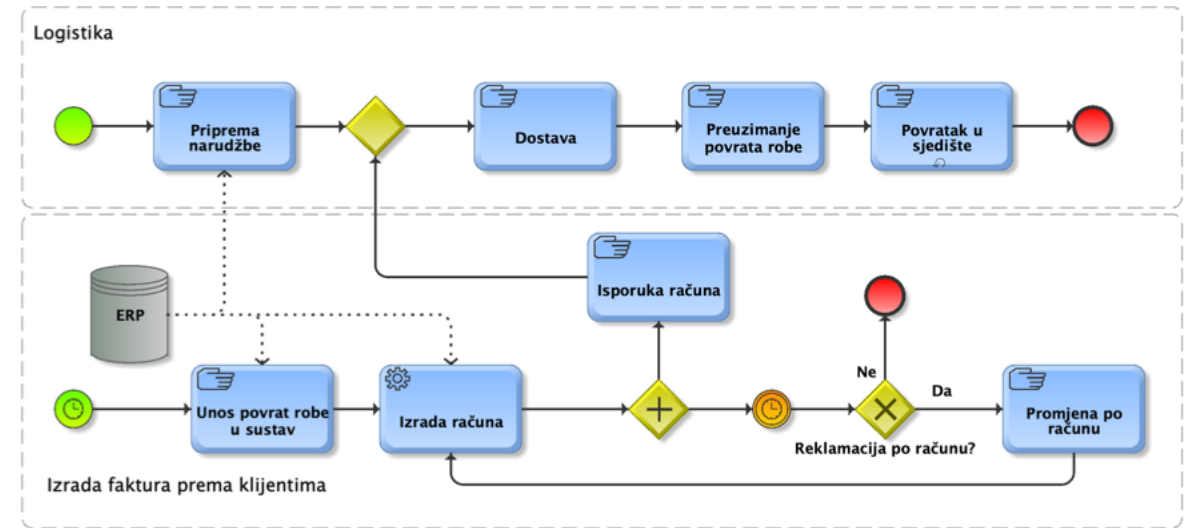 Logistika
Priprema
narudžbe
Dostava
Preuzimanje
povrata robe
Povratak u
sjedište
Isporuka računa
ERP
Ne
Da
Unos povrat robe
u sustav
Izrada računa
Promjena po
računu
Reklamacija po računu?
Izrada faktura prema klijentima